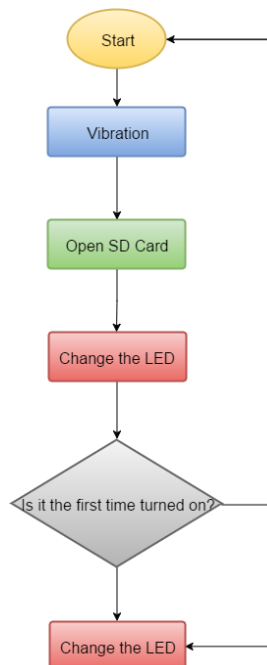 Start
Vibration
Open SD Card
Change the LED
Is it the first time turned on?
Change the LED